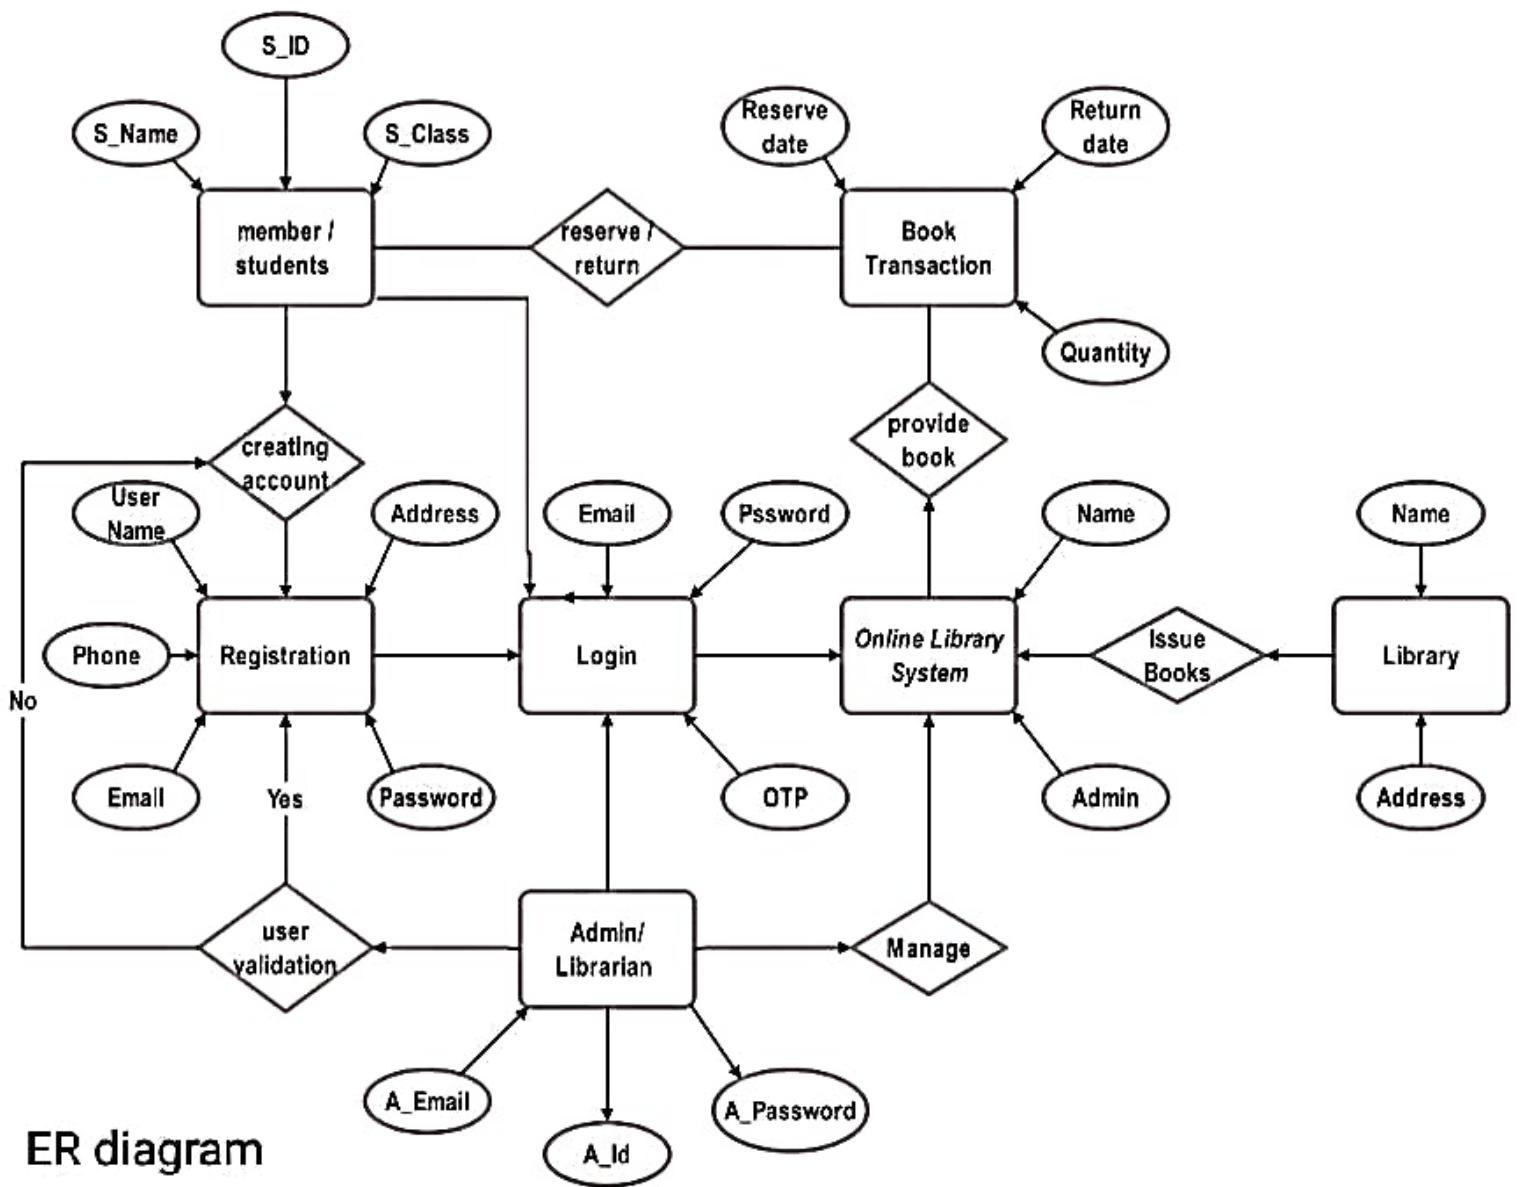 S_ID
S_Name
S_Class
Reserve
date
Return
date
member /
students
reserve /
return
Book
Transaction
Quantity
creating
account
provide
book
User
Name
Address
Email
Pssword
Name
Name
Phone
Registration
Login
Online Library
System
Issue
Books
Library
No
Email
Yes
Password
OTP
Admin
Address
user
validation
Admin/
Librarian
Manage
A_Email
A_Password
A_Id
ER diagram